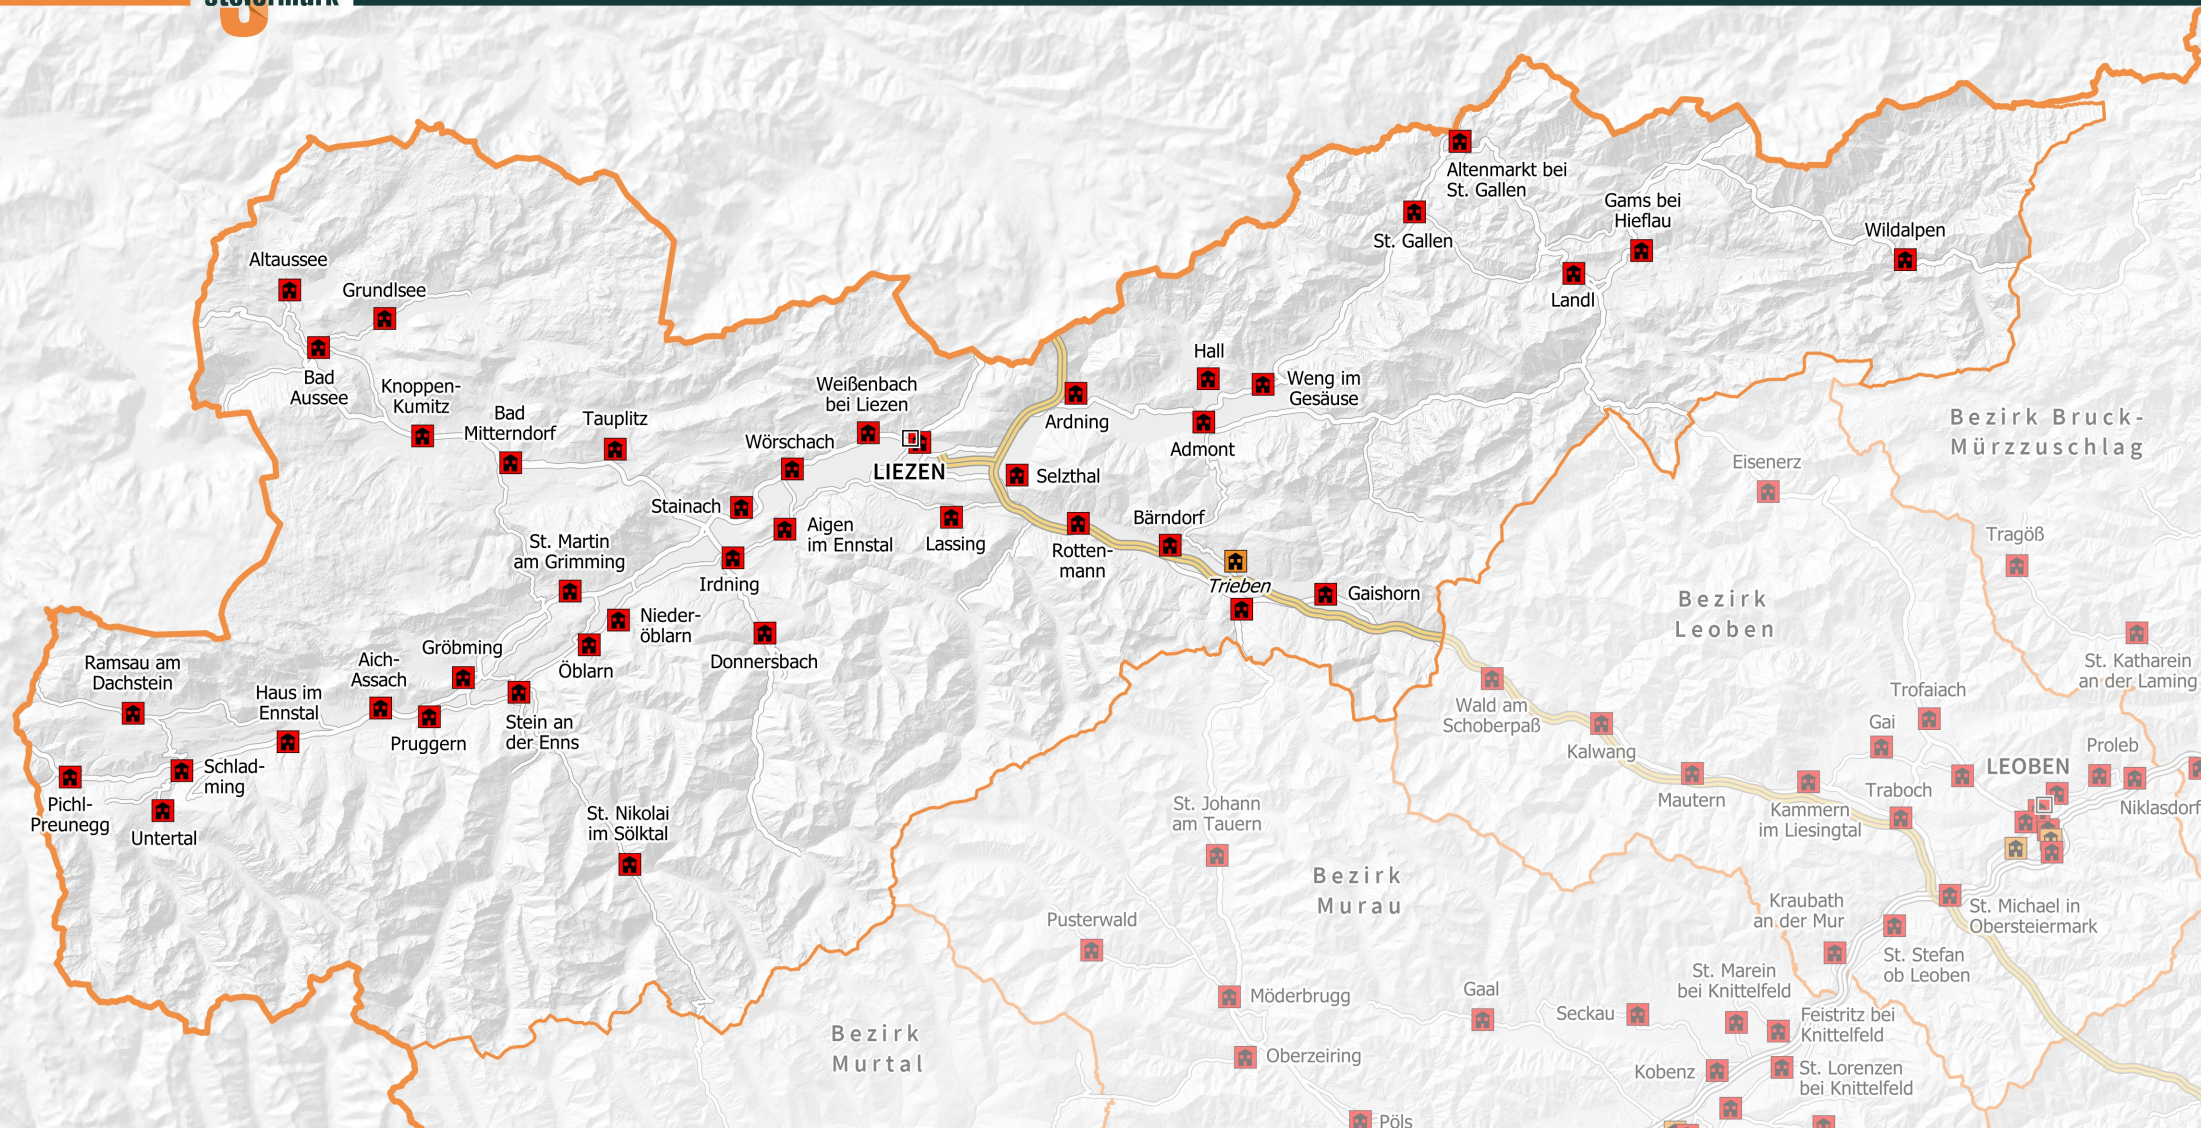 Steiermark
Altenmarkt bei
St. Gallen
Gams bei
Hieflau
St. Gallen
Wildalpen
Landl
Altaussee
Grundlsee
Bad
Aussee
Knoppen-
Kumitz
Bad
Mitterndorf
Tauplitz
Weißenbach
bei Liezen
Wörschach
LIEZEN
Hall
Weng im
Gesäuse
Ardning
Admont
Selzthal
Stainach
Aigen
im Ennstal
Lassing
Rotten-
mann
Bärndorf
Trieben
Gaishorn
St. Martin
am Grimming
Irdning
Nieder-
öblarn
Öblarn
Donnersbach
Gröbming
Aich-
Assach
Ramsau am
Dachstein
Haus im
Ennstal
Pruggern
Stein an
der Enns
Schlad-
ming
Pichl-
Preunegg
Untertal
St. Nikolai
im Sölktal
Bezirk Bruck-
Mürzzuschlag
Eisenerz
Tragöß
Bezirk
Leoben
St. Katharein
an der Laming
Wald am
Schoberpaß
Kalwang
Trofaiach
Gai
Proleb
LEOBEN
Mautern
Kammern
im Liesingtal
Traboch
Niklasdorf
St. Johann
am Tauern
Bezirk
Murau
Pusterwald
Kraubath
an der Mur
St. Michael in
Obersteiermark
St. Stefan
ob Leoben
St. Marein
bei Knittelfeld
Möderbrugg
Gaal
Seckau
Feistritz bei
Knittelfeld
Bezirk
Murtal
Oberzeiring
Kobenz
St. Lorenzen
bei Knittelfeld
Pöls